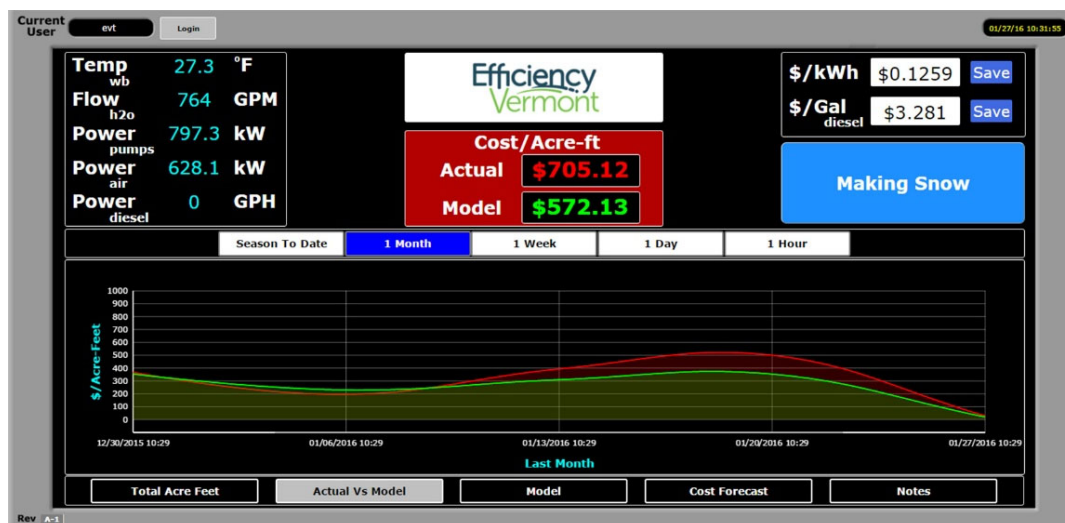 Current User
evt
Login
01/27/16 10:31:55
Temp wb 27.3 °F
Flow h2o 764 GPM
Power pumps 797.3 kW
Power air 628.1 kW
Power diesel 0 GPH
Efficiency
Vermont
Cost/Acre-ft
Actual $705.12
Model $572.13
$/kWh $0.1259 Save
$/Gal diesel $3.281 Save
Making Snow
Season To Date 1 Month 1 Week 1 Day 1 Hour
$/Acre-Feet
1000
900
800
700
600
500
400
300
200
100
0
12/30/2015 10:29 01/06/2016 10:29 01/13/2016 10:29 01/20/2016 10:29 01/27/2016 10:29
Last Month
Total Acre Feet Actual Vs Model Model Cost Forecast Notes
Rev A-1